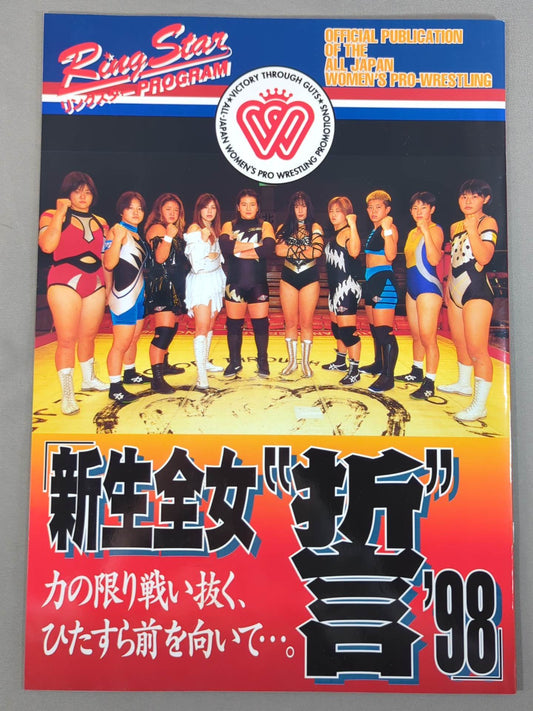 Ring Star
リングスター PROGRAM
OFFICIAL PUBLICATION
OF THE
ALL JAPAN
WOMEN'S PRO-WRESTLING
★VICTORY THROUGH GUTS★
ALL-JAPAN WOMEN'S PRO WRESTLING PROMOTIONS
VICTORY THROUGH
「新生全女“誓”'98」
力の限り戦い抜く、
ひたすら前を向いて…。